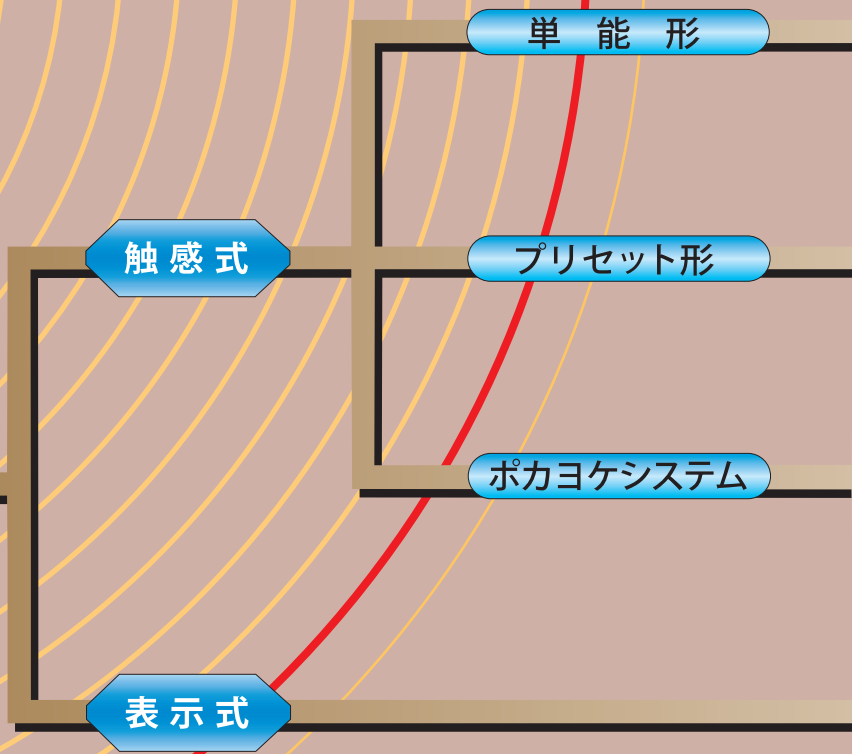 単 能 形
触 感 式
プリセット形
ポカヨケシステム
表 示 式